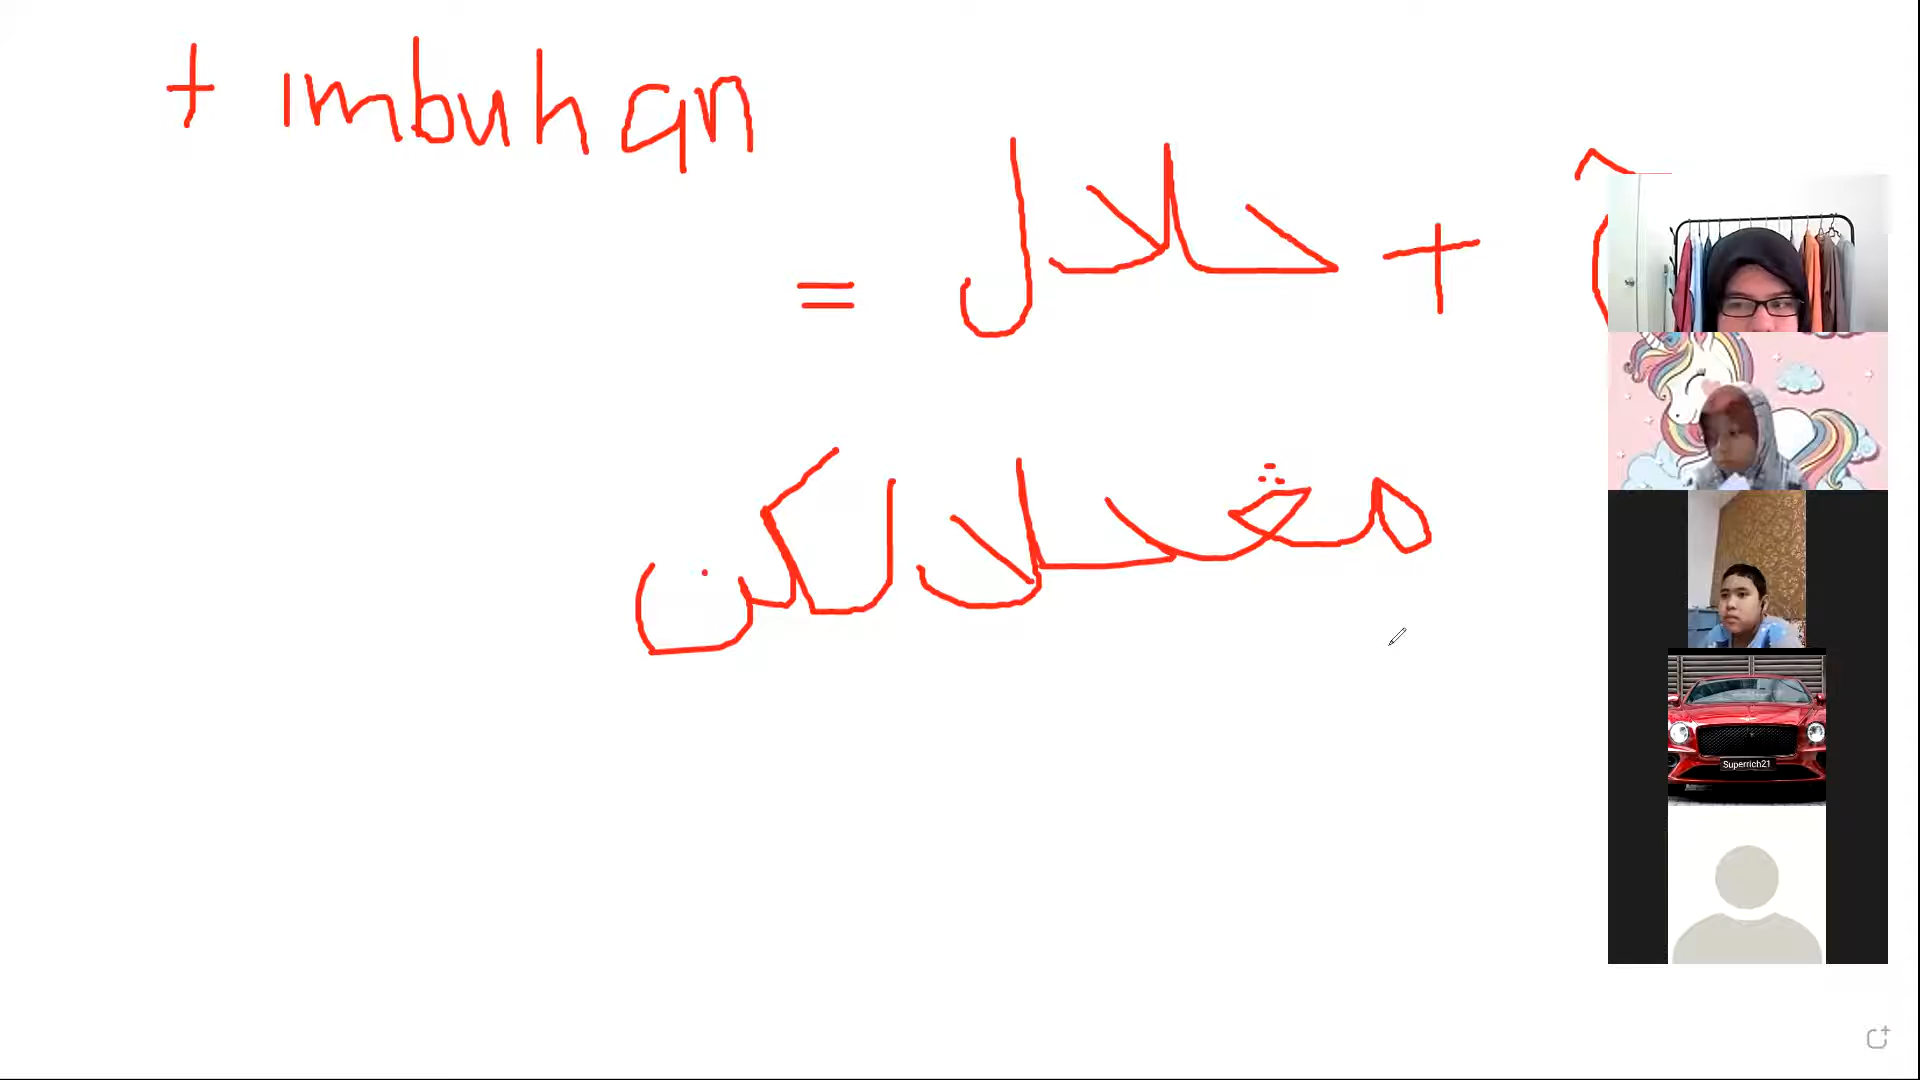 + imbuhan
+ حلال =
مڠحلالکن
Superrich21